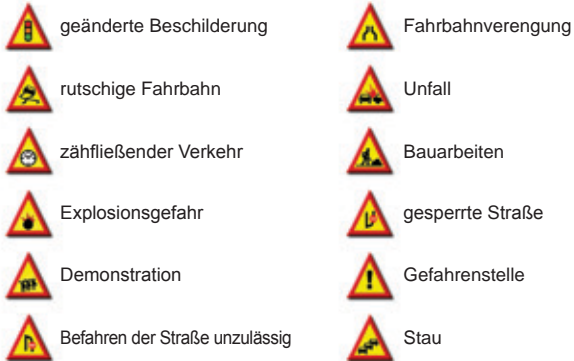 geänderte Beschilderung
Fahrbahnverengung
rutschige Fahrbahn
Unfall
zähfließender Verkehr
Bauarbeiten
Explosionsgefahr
gesperrte Straße
Demonstration
Gefahrenstelle
Befahren der Straße unzulässig
Stau